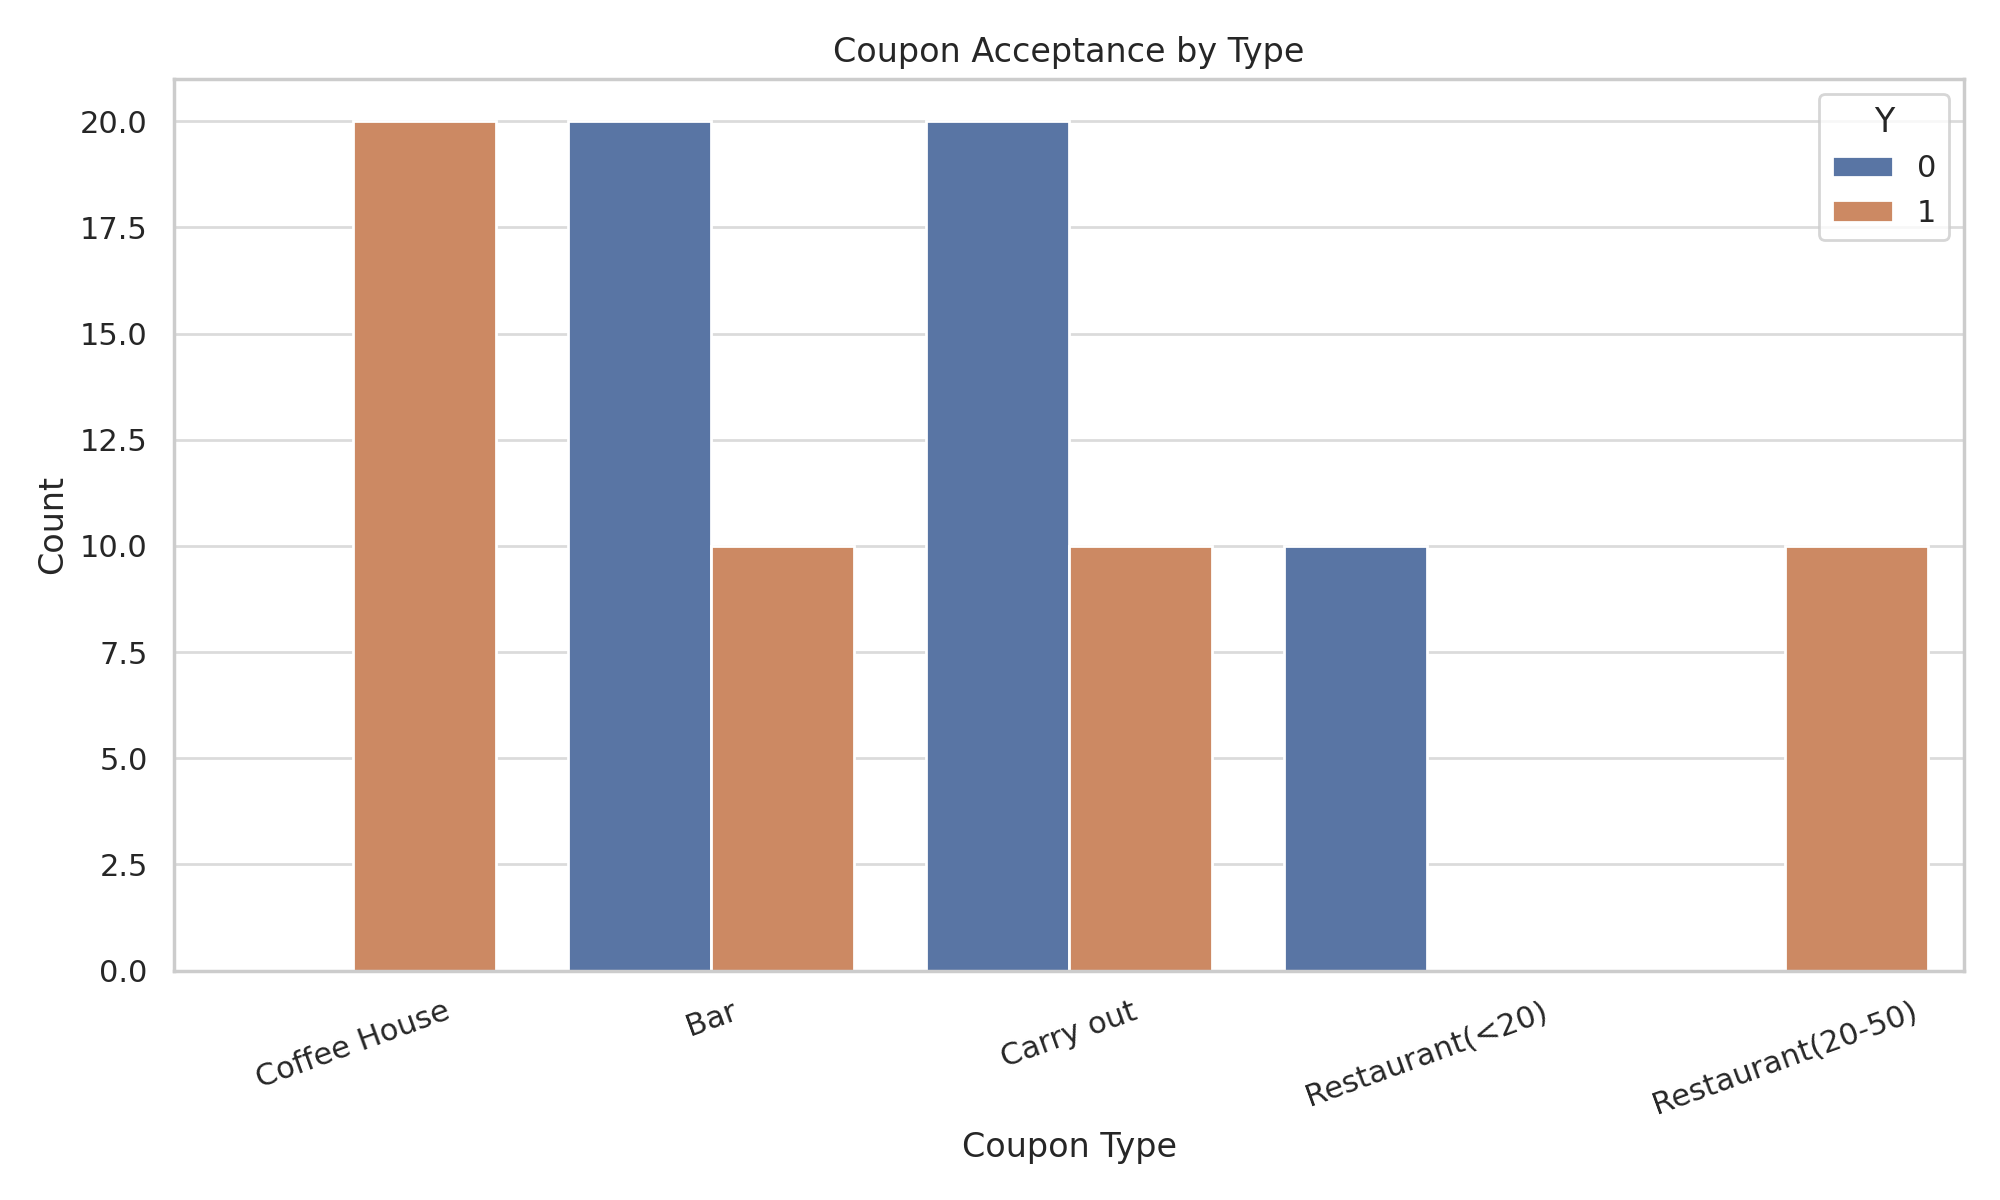 Coupon Acceptance by Type
20.0
17.5
15.0
12.5
10.0
7.5
5.0
2.5
0.0
Count
Y
0
1
Coffee House
Bar
Carry out
Restaurant(<20)
Restaurant(20-50)
Coupon Type